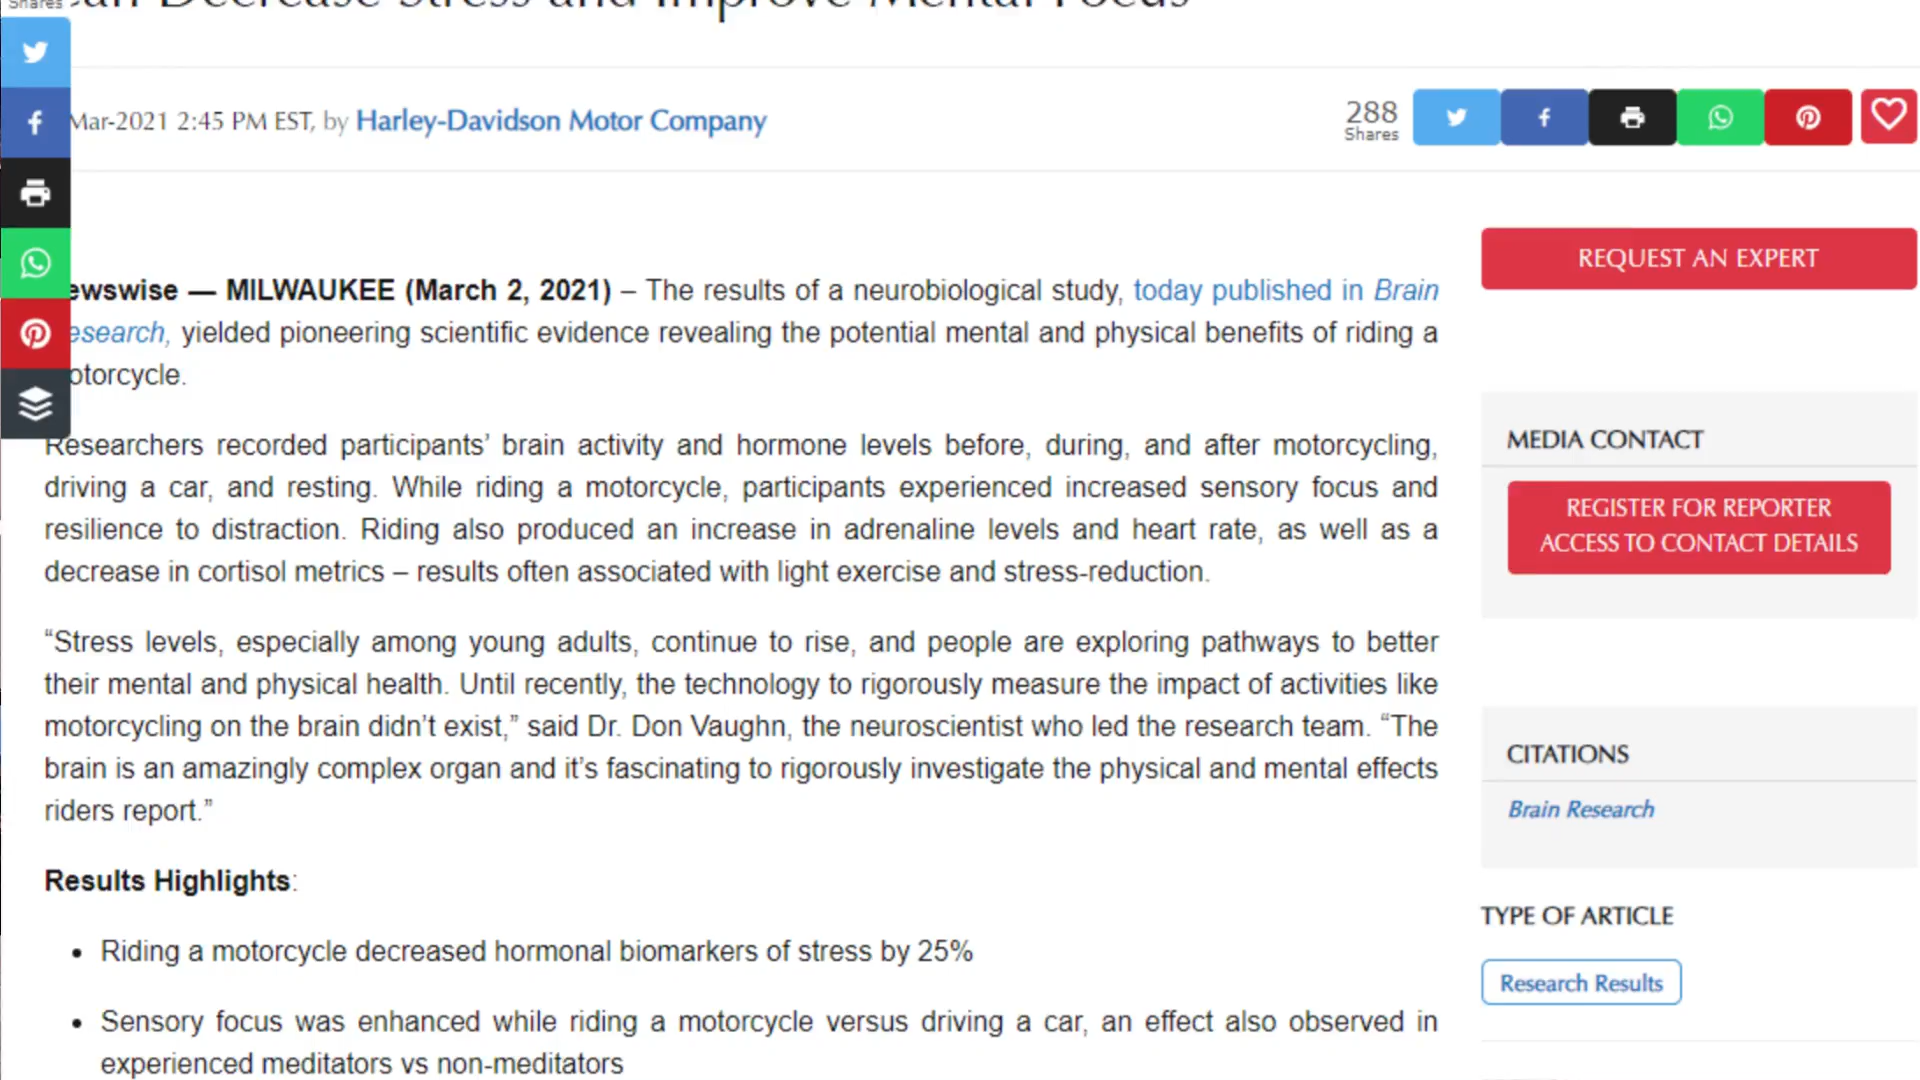 Shares
Decrease Stress and Improve Mental Focus
Mar-2021 2:45 PM EST, by Harley-Davidson Motor Company
288
Shares
REQUEST AN EXPERT
ewswise — MILWAUKEE (March 2, 2021) – The results of a neurobiological study, today published in Brain
esearch, yielded pioneering scientific evidence revealing the potential mental and physical benefits of riding a
otorcycle.
Researchers recorded participants’ brain activity and hormone levels before, during, and after motorcycling,
driving a car, and resting. While riding a motorcycle, participants experienced increased sensory focus and
resilience to distraction. Riding also produced an increase in adrenaline levels and heart rate, as well as a
decrease in cortisol metrics – results often associated with light exercise and stress-reduction.
“Stress levels, especially among young adults, continue to rise, and people are exploring pathways to better
their mental and physical health. Until recently, the technology to rigorously measure the impact of activities like
motorcycling on the brain didn’t exist,” said Dr. Don Vaughn, the neuroscientist who led the research team. “The
brain is an amazingly complex organ and it’s fascinating to rigorously investigate the physical and mental effects
riders report.”
Results Highlights:
• Riding a motorcycle decreased hormonal biomarkers of stress by 25%
• Sensory focus was enhanced while riding a motorcycle versus driving a car, an effect also observed in
experienced meditators vs non-meditators
MEDIA CONTACT
REGISTER FOR REPORTER
ACCESS TO CONTACT DETAILS
CITATIONS
Brain Research
TYPE OF ARTICLE
Research Results